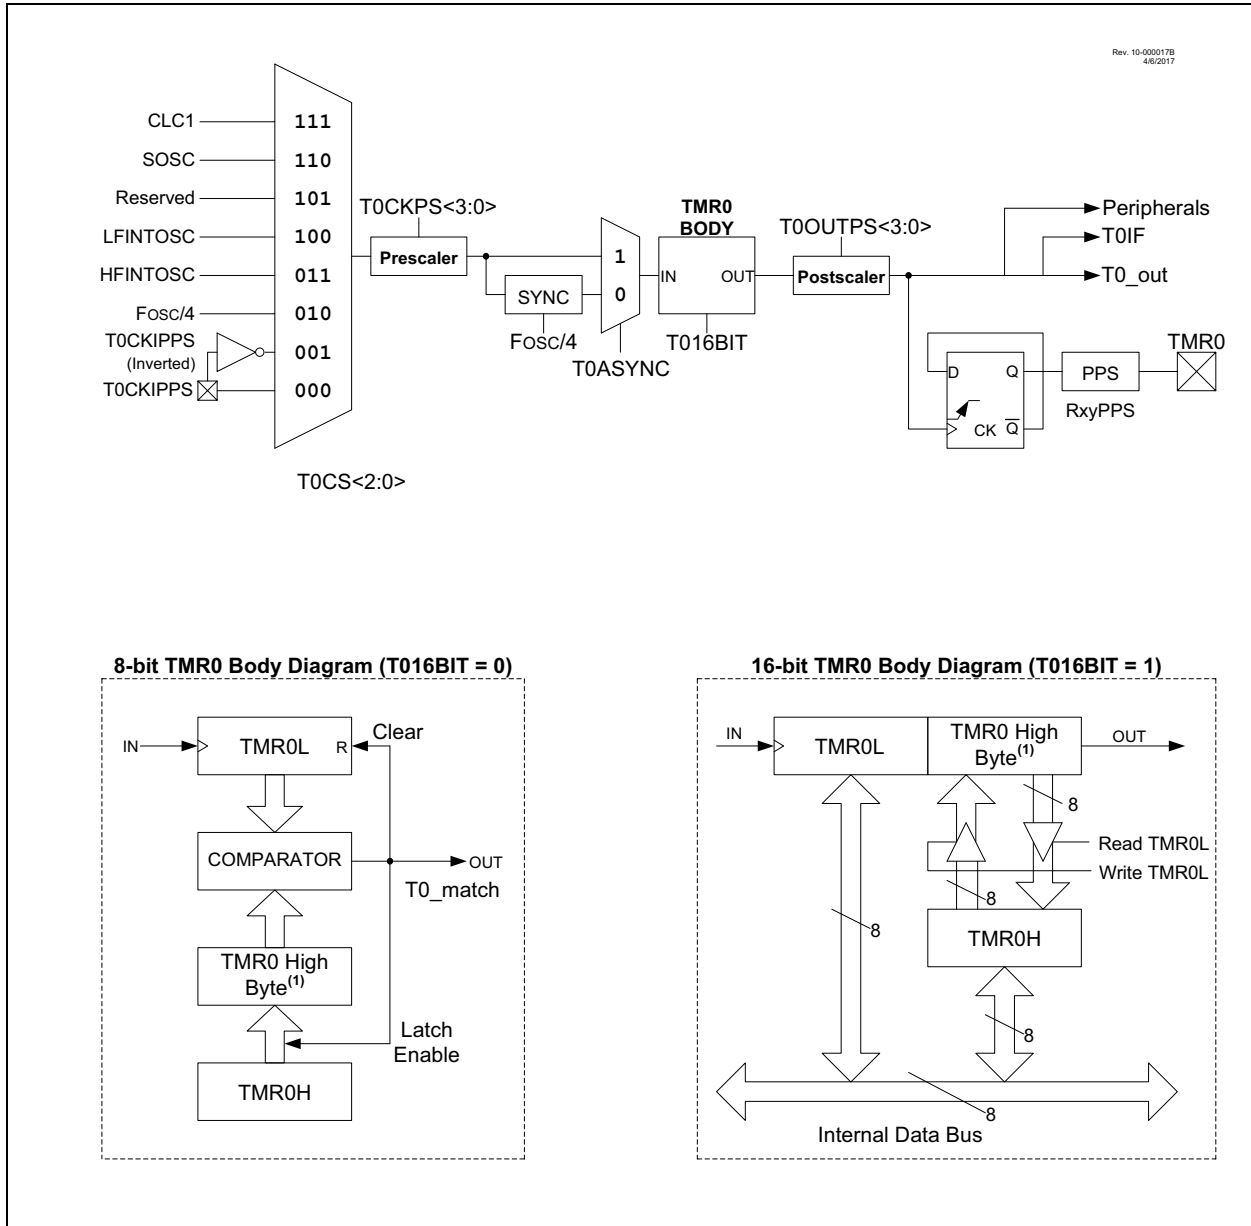 Rev. 10-000017B
4/6/2017
CLC1
111
SOSC
110
Reserved
101
LFINTOSC
100
HFINTOSC
011
FOSC/4
010
T0CKIPPS
(Inverted)
001
T0CKIPPS
000
T0CS<2:0>
T0CKPS<3:0>
Prescaler
SYNC
FOSC/4
1
0
T0ASYNC
TMR0
BODY
IN
OUT
T016BIT
T0OUTPS<3:0>
Postscaler
Peripherals
T0IF
T0_out
D
Q
CK
Q
PPS
RxyPPS
TMR0
8-bit TMR0 Body Diagram (T016BIT = 0)
IN
TMR0L
R
Clear
COMPARATOR
OUT
T0_match
TMR0 High
Byte(1)
Latch
Enable
TMR0H
16-bit TMR0 Body Diagram (T016BIT = 1)
IN
TMR0L
TMR0 High
Byte(1)
OUT
8
Read TMR0L
Write TMR0L
8
8
TMR0H
8
8
Internal Data Bus